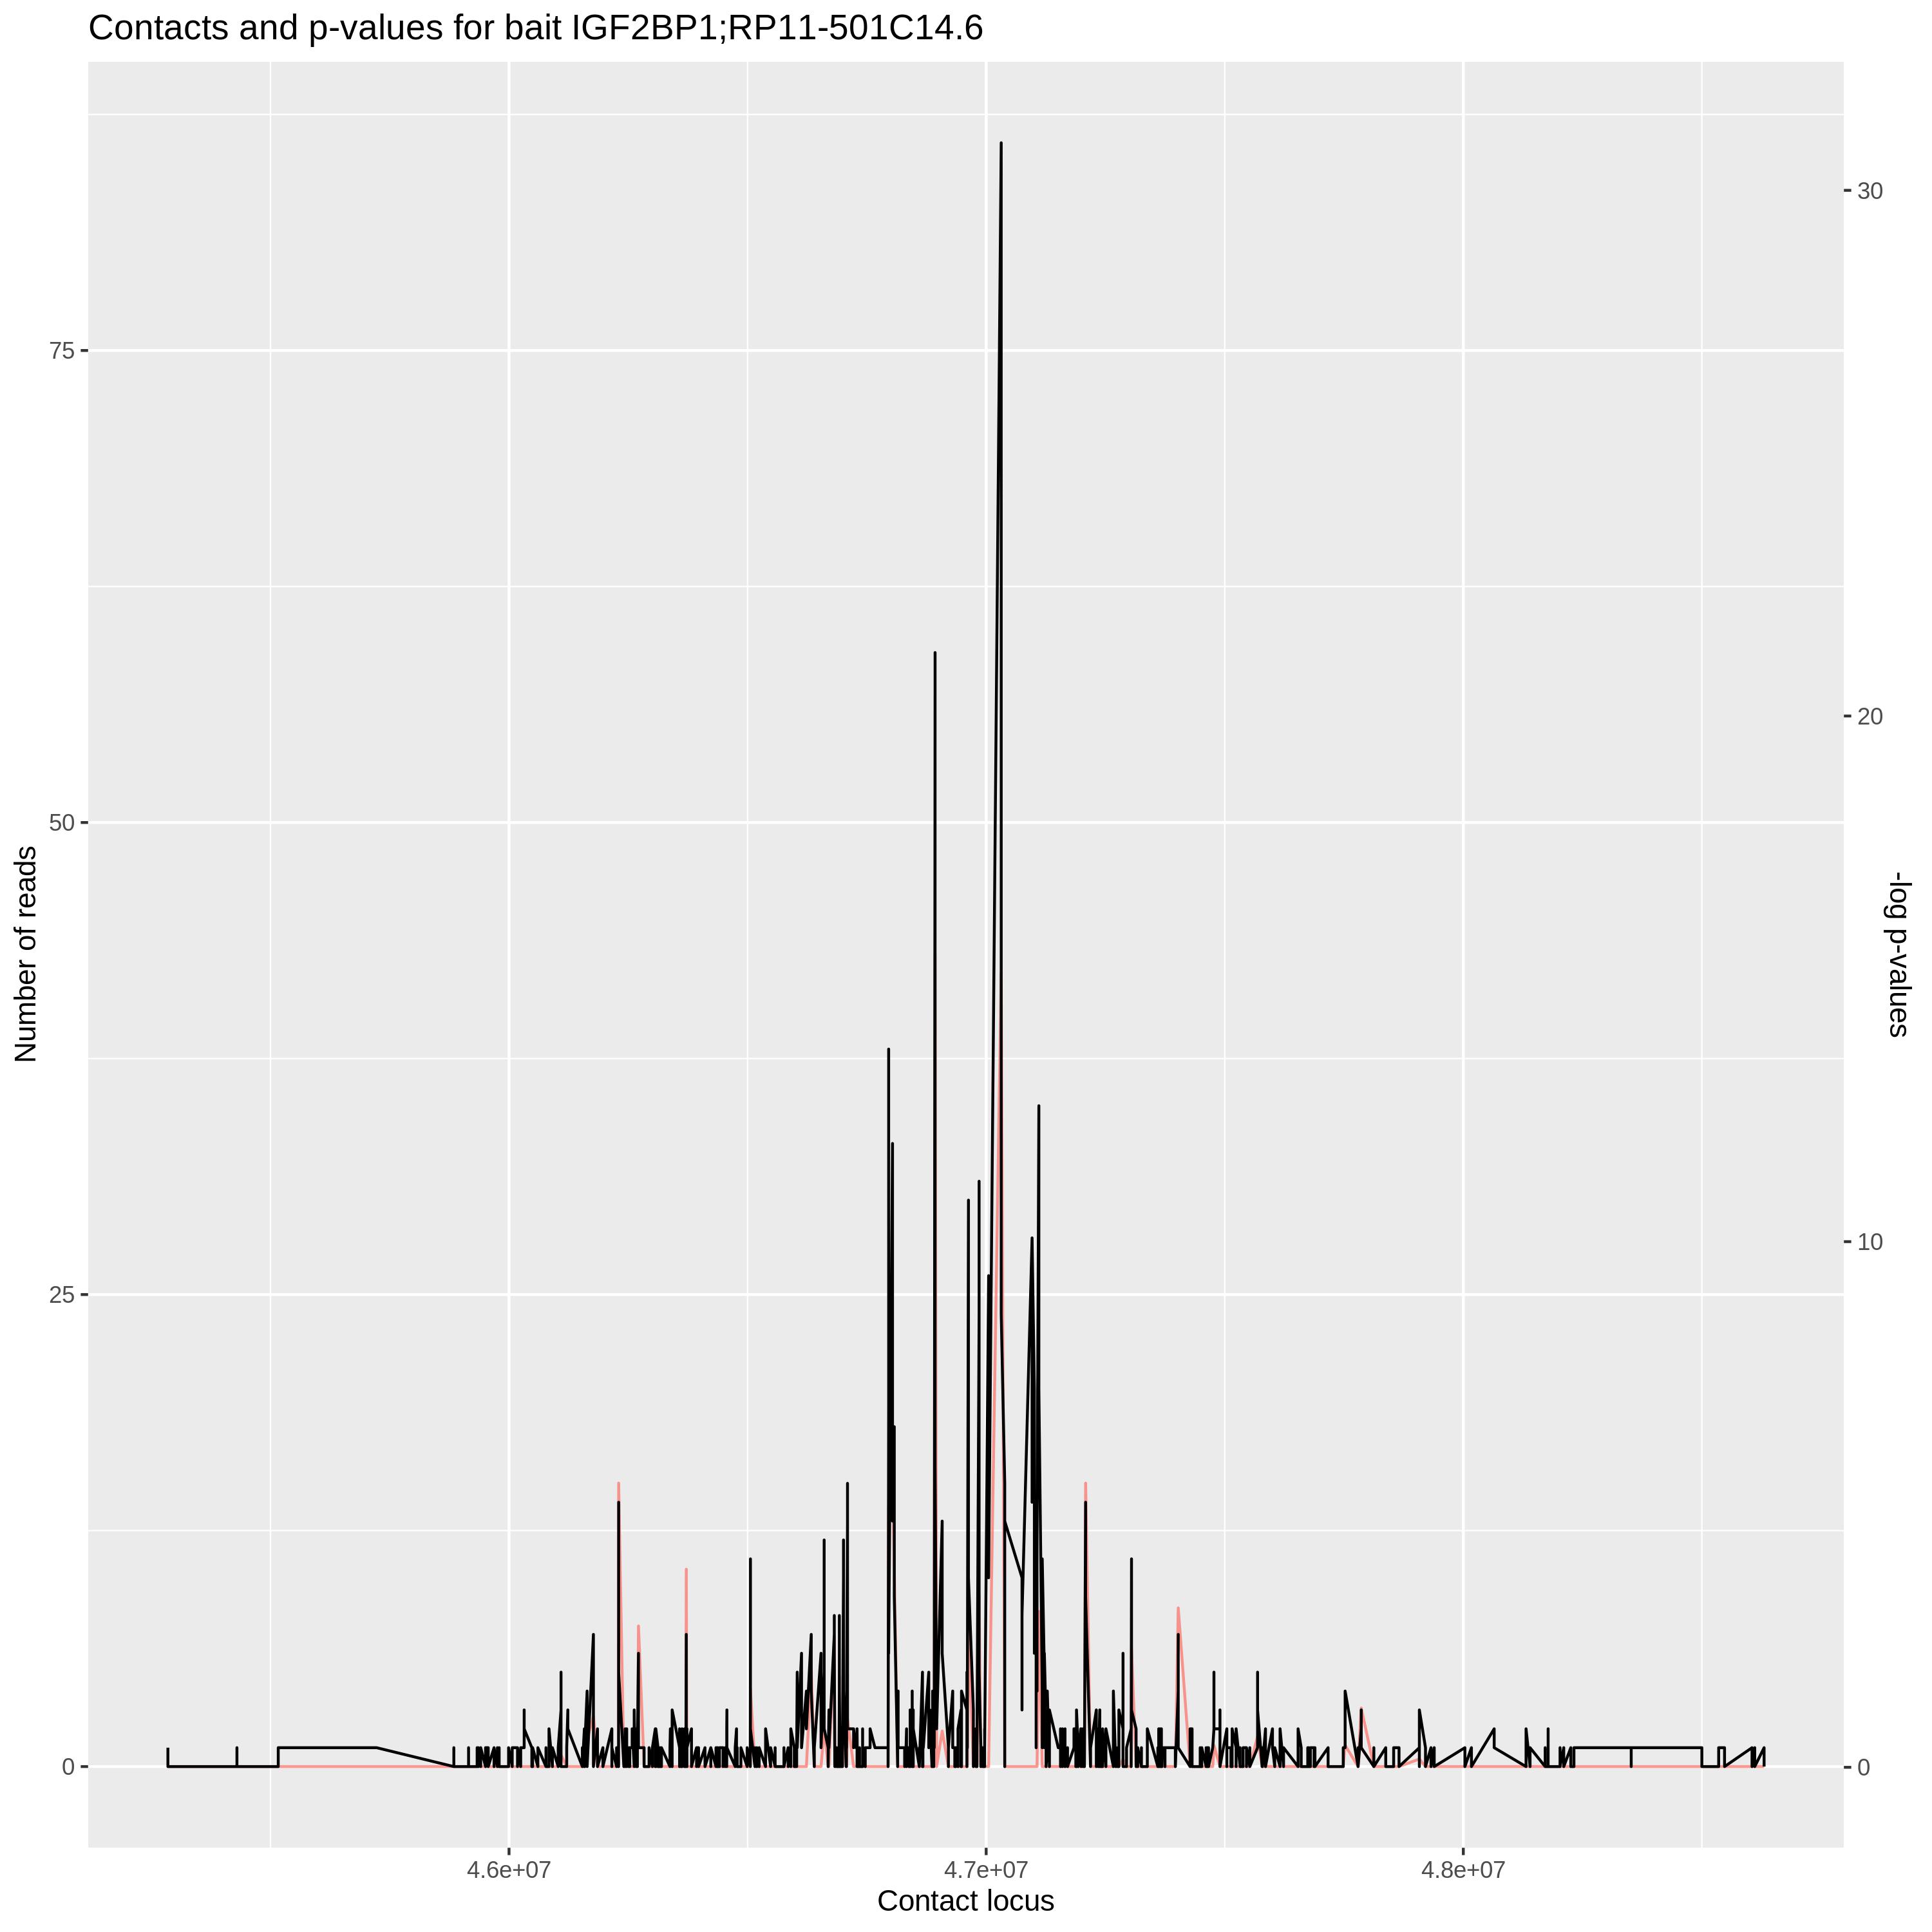 Contacts and p-values for bait IGF2BP1;RP11-501C14.6
75
50
25
0
Number of reads
30
20
10
0
-log p-values
4.6e+07
4.7e+07
4.8e+07
Contact locus